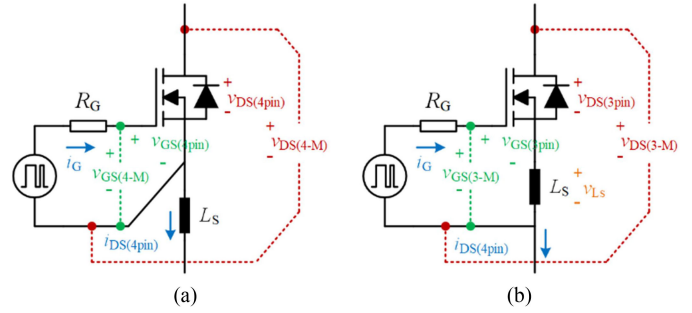 R_G
i_G
v_GS(4-M)
v_GS(4pin)
v_DS(4pin)
v_DS(4-M)
L_S
i_DS(4pin)
(a)
R_G
i_G
v_GS(3-M)
v_GS(3pin)
v_DS(3pin)
v_DS(3-M)
L_S
v_Ls
i_DS(4pin)
(b)